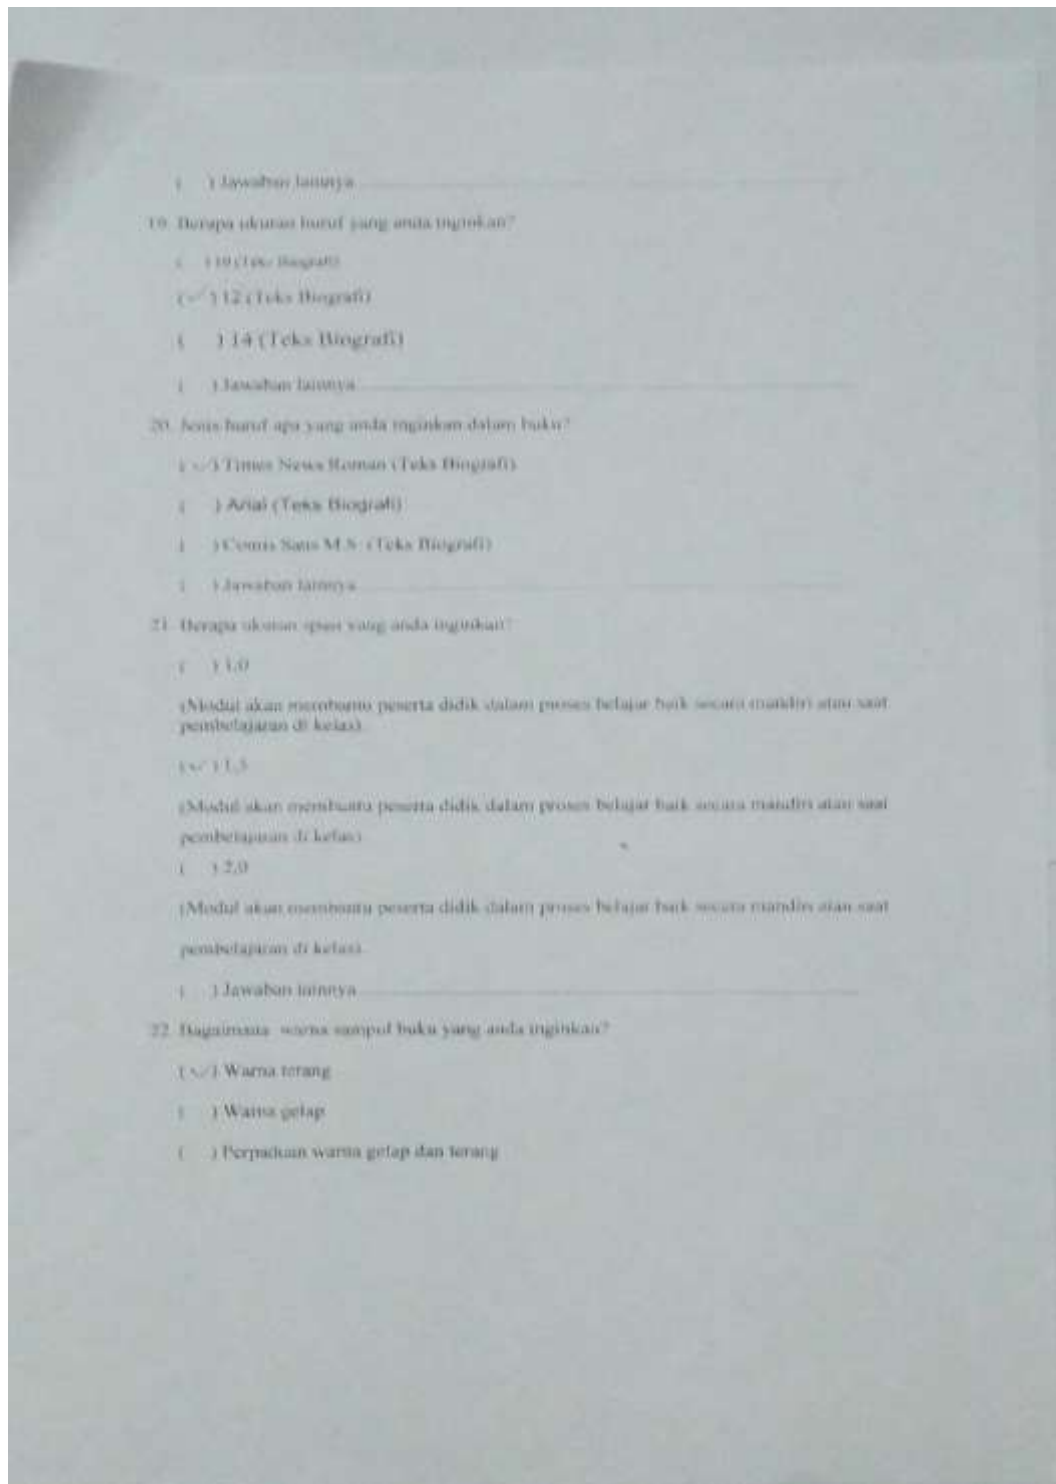 ( ) Jawaban lainnya
19. Berapa ukuran huruf yang anda inginkan?
( ) 10 (Teks Biografi)
(✓) 12 (Teks Biografi)
( ) 14 (Teks Biografi)
( ) Jawaban lainnya
20. Jenis huruf apa yang anda inginkan dalam buku?
(✓) Times News Roman (Teks Biografi)
( ) Arial (Teks Biografi)
( ) Comis Sans M.S (Teks Biografi)
( ) Jawaban lainnya
21. Berapa ukuran spasi yang anda inginkan?
( ) 1,0
(Modul akan membantu peserta didik dalam proses belajar baik secara mandiri atau saat
pembelajaran di kelas)
(✓) 1,5
(Modul akan membantu peserta didik dalam proses belajar baik secara mandiri atau saat
pembelajaran di kelas)
( ) 2,0
(Modul akan membantu peserta didik dalam proses belajar baik secara mandiri atau saat
pembelajaran di kelas)
( ) Jawaban lainnya
22. Bagaimana warna sampul buku yang anda inginkan?
(✓) Warna terang
( ) Warna gelap
( ) Perpaduan warna gelap dan terang